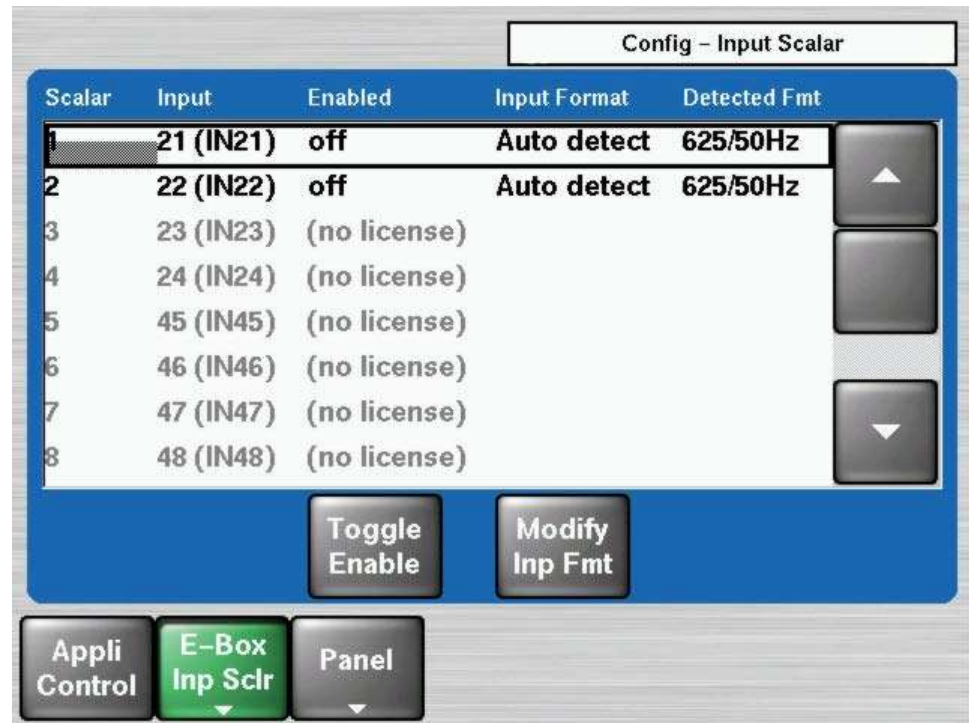 Config – Input Scalar
Scalar Input Enabled Input Format Detected Fmt
1 21 (IN21) off Auto detect 625/50Hz
2 22 (IN22) off Auto detect 625/50Hz
3 23 (IN23) (no license)
4 24 (IN24) (no license)
5 45 (IN45) (no license)
6 46 (IN46) (no license)
7 47 (IN47) (no license)
8 48 (IN48) (no license)
Toggle
Enable
Modify
Inp Fmt
Appli
Control
E–Box
Inp Sclr
Panel